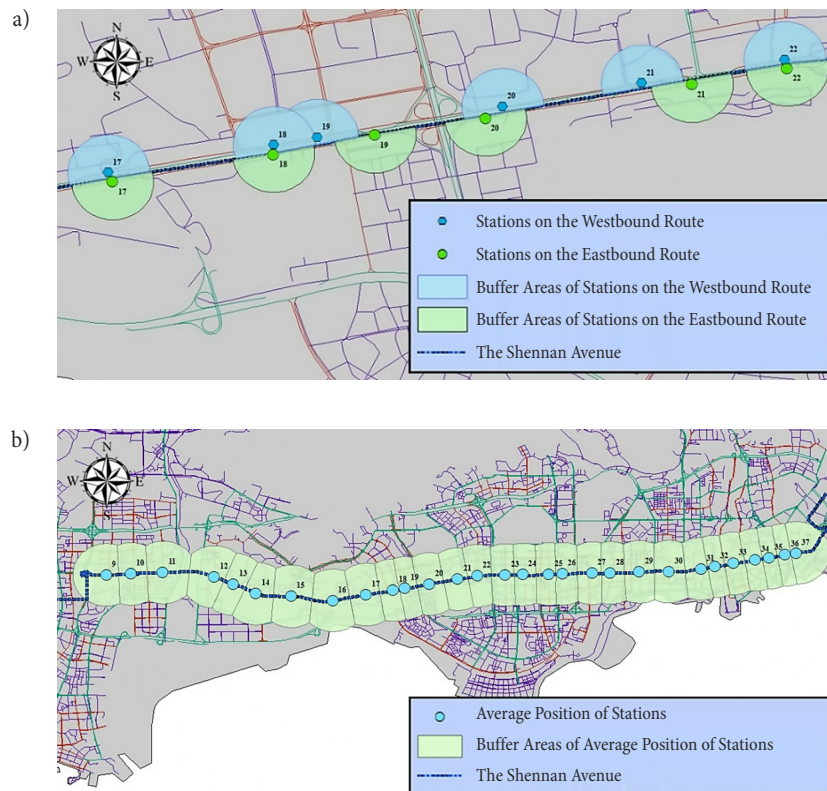 a)
N
W E
S
17
17
18
18
19
19
20
20
21
21
22
22
Stations on the Westbound Route
Stations on the Eastbound Route
Buffer Areas of Stations on the Westbound Route
Buffer Areas of Stations on the Eastbound Route
The Shennan Avenue
b)
N
W E
S
9 10 11 12 13 14 15 16 17 18 19 20 21 22 23 24 25 26 27 28 29 30 31 32 33 34 35 36 37
Average Position of Stations
Buffer Areas of Average Position of Stations
The Shennan Avenue